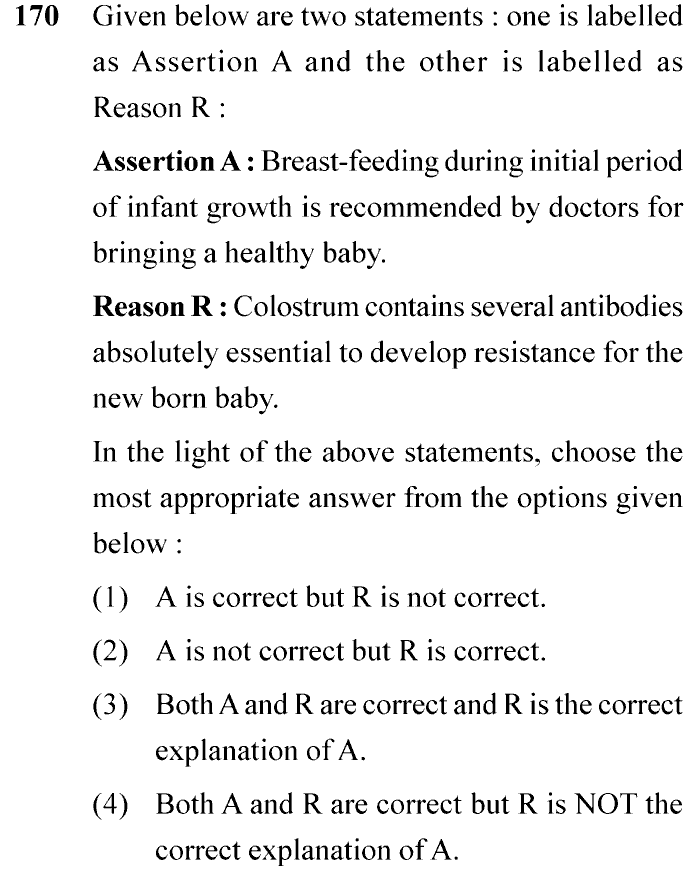 170 Given below are two statements : one is labelled
as Assertion A and the other is labelled as
Reason R :
Assertion A : Breast-feeding during initial period
of infant growth is recommended by doctors for
bringing a healthy baby.
Reason R : Colostrum contains several antibodies
absolutely essential to develop resistance for the
new born baby.
In the light of the above statements, choose the
most appropriate answer from the options given
below :
(1) A is correct but R is not correct.
(2) A is not correct but R is correct.
(3) Both A and R are correct and R is the correct
explanation of A.
(4) Both A and R are correct but R is NOT the
correct explanation of A.